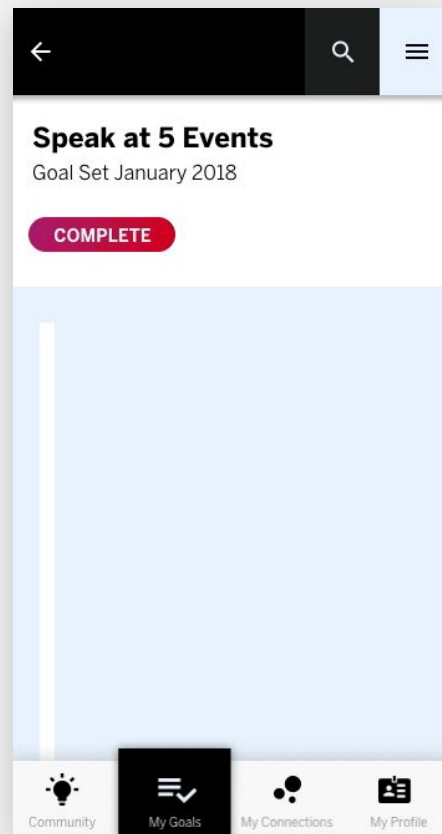 Speak at 5 Events
Goal Set January 2018
COMPLETE
Community
My Goals
My Connections
My Profile